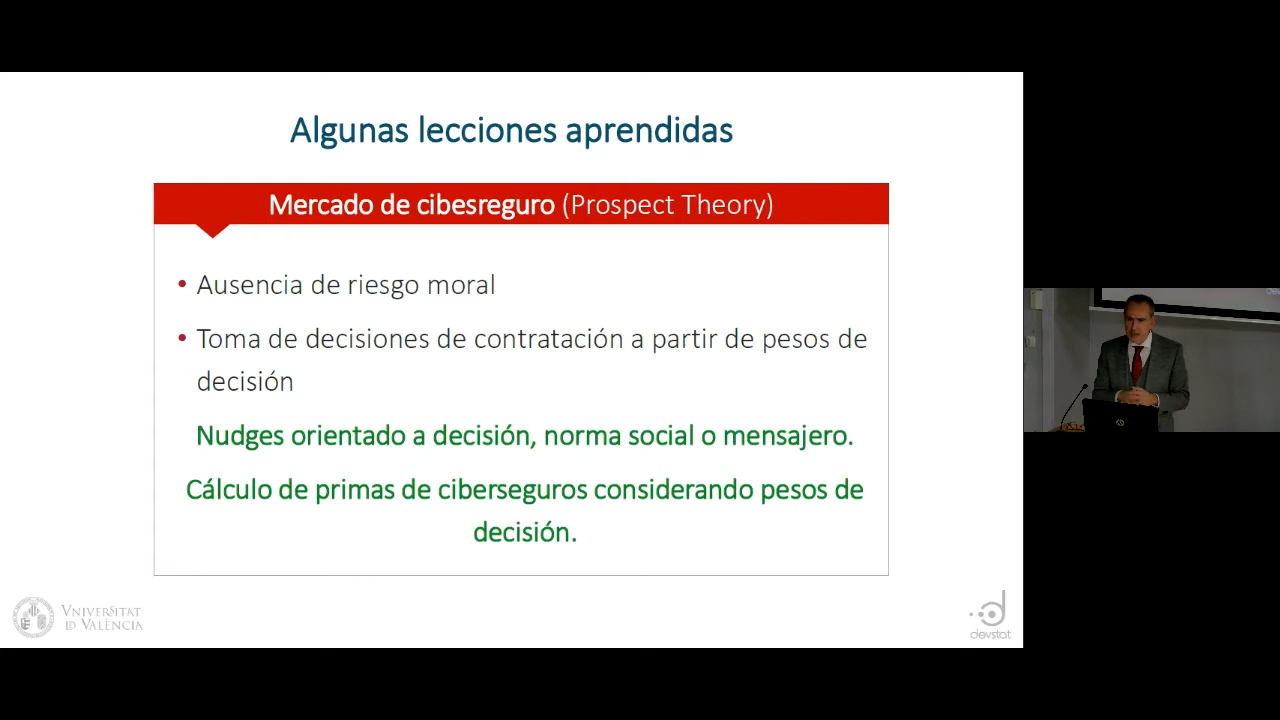 Algunas lecciones aprendidas
Mercado de cibesreguro (Prospect Theory)
• Ausencia de riesgo moral
• Toma de decisiones de contratación a partir de pesos de
decisión
Nudges orientado a decisión, norma social o mensajero.
Cálculo de primas de ciberseguros considerando pesos de
decisión.
VNIVERSITAT
ID VALÈNCIA
devstat